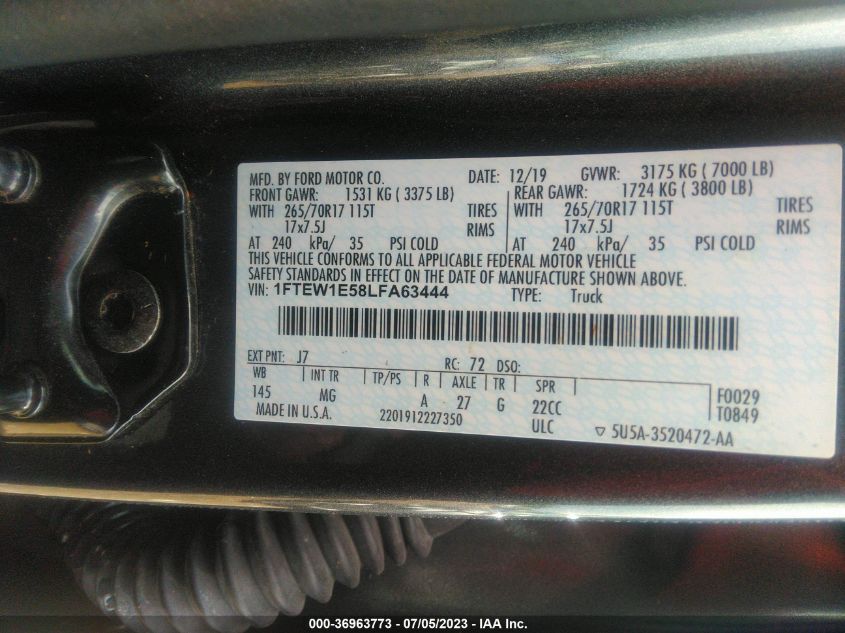 MFD. BY FORD MOTOR CO. DATE: 12/19 GVWR: 3175 KG ( 7000 LB)
FRONT GAWR: 1531 KG ( 3375 LB) REAR GAWR: 1724 KG ( 3800 LB)
WITH 265/70R17 115T TIRES WITH 265/70R17 115T TIRES
17x7.5J RIMS 17x7.5J RIMS
AT 240 kPa/ 35 PSI COLD AT 240 kPa/ 35 PSI COLD
THIS VEHICLE CONFORMS TO ALL APPLICABLE FEDERAL MOTOR VEHICLE
SAFETY STANDARDS IN EFFECT ON THE DATE OF MANUFACTURE SHOWN ABOVE.
VIN: 1FTEW1E58LFA63444 TYPE: Truck
EXT PNT: J7 RC: 72 DSO:
WB INT TR TP/PS R AXLE TR SPR F0029
145 MG A 27 G 22CC T0849
MADE IN U.S.A. 2201912227350 ULC ▽ 5U5A-3520472-AA
000-36963773 - 07/05/2023 - IAA Inc.